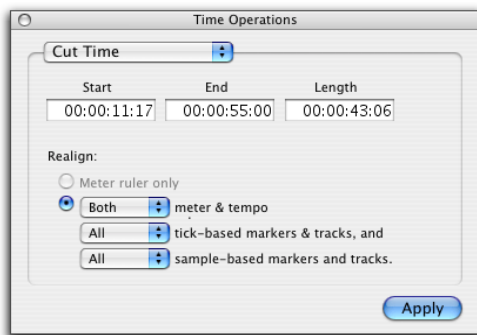 Time Operations
Cut Time
Start End Length
00:00:11:17 00:00:55:00 00:00:43:06
Realign:
Meter ruler only
Both meter & tempo
All tick-based markers & tracks, and
All sample-based markers and tracks.
Apply